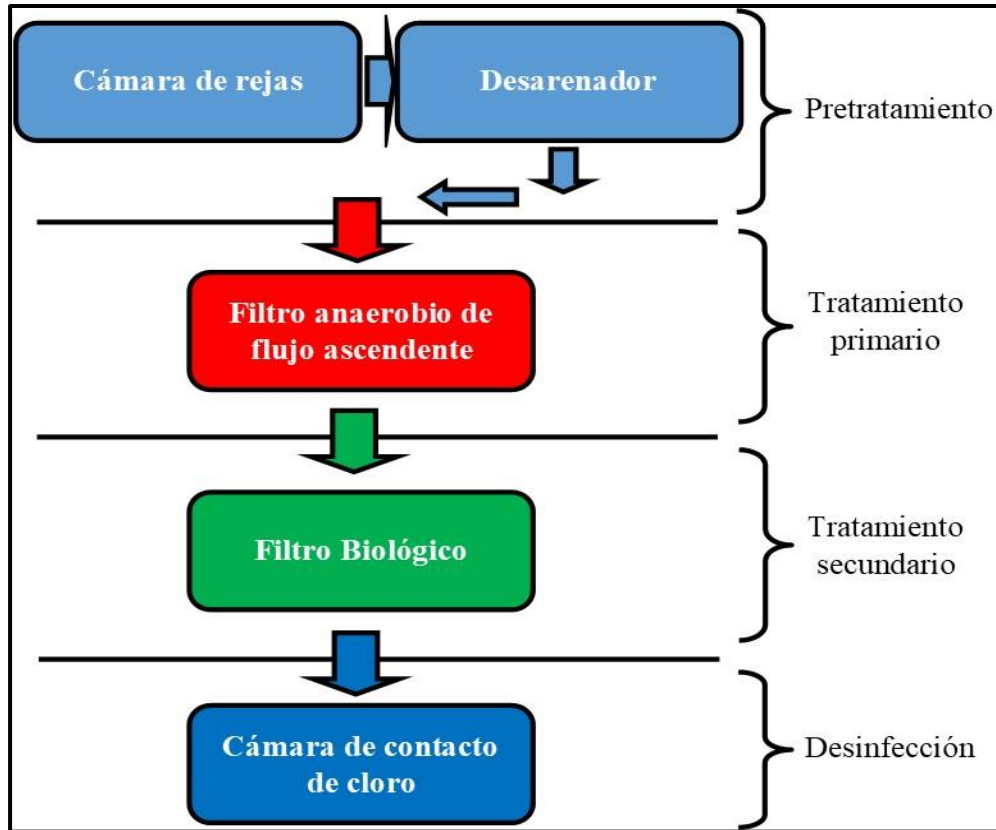 Cámara de rejas
Desarenador
Pretratamiento
Filtro anaerobio de
flujo ascendente
Tratamiento
primario
Filtro Biológico
Tratamiento
secundario
Cámara de contacto
de cloro
Desinfección